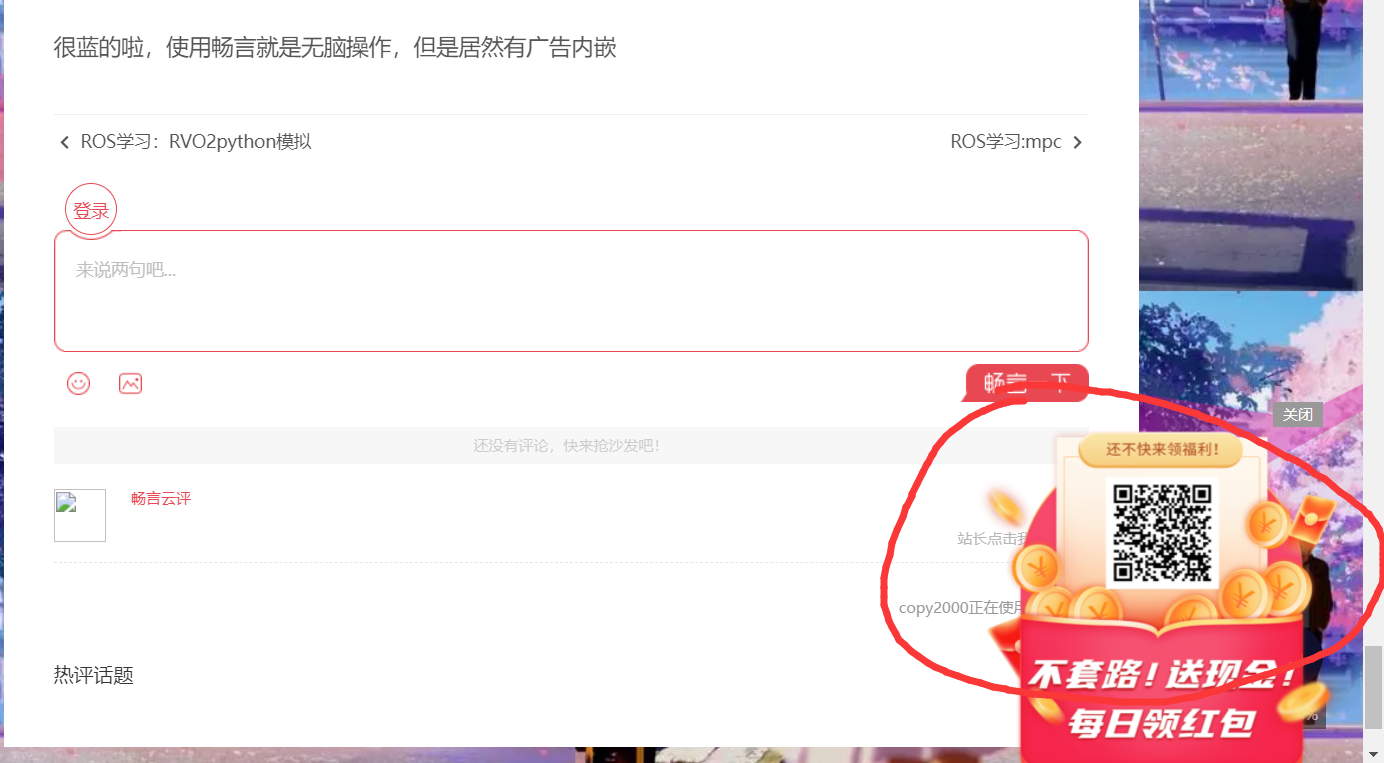 很蓝的啦，使用畅言就是无脑操作，但是居然有广告内嵌
ROS学习：RVO2python模拟
ROS学习:mpc
登录
来说两句吧...
畅言一下
关闭
还没有评论，快来抢沙发吧！
还不快来领福利！
畅言云评
站长点击
copy2000正在使用
热评话题
不套路！送现金！
每日领红包
%